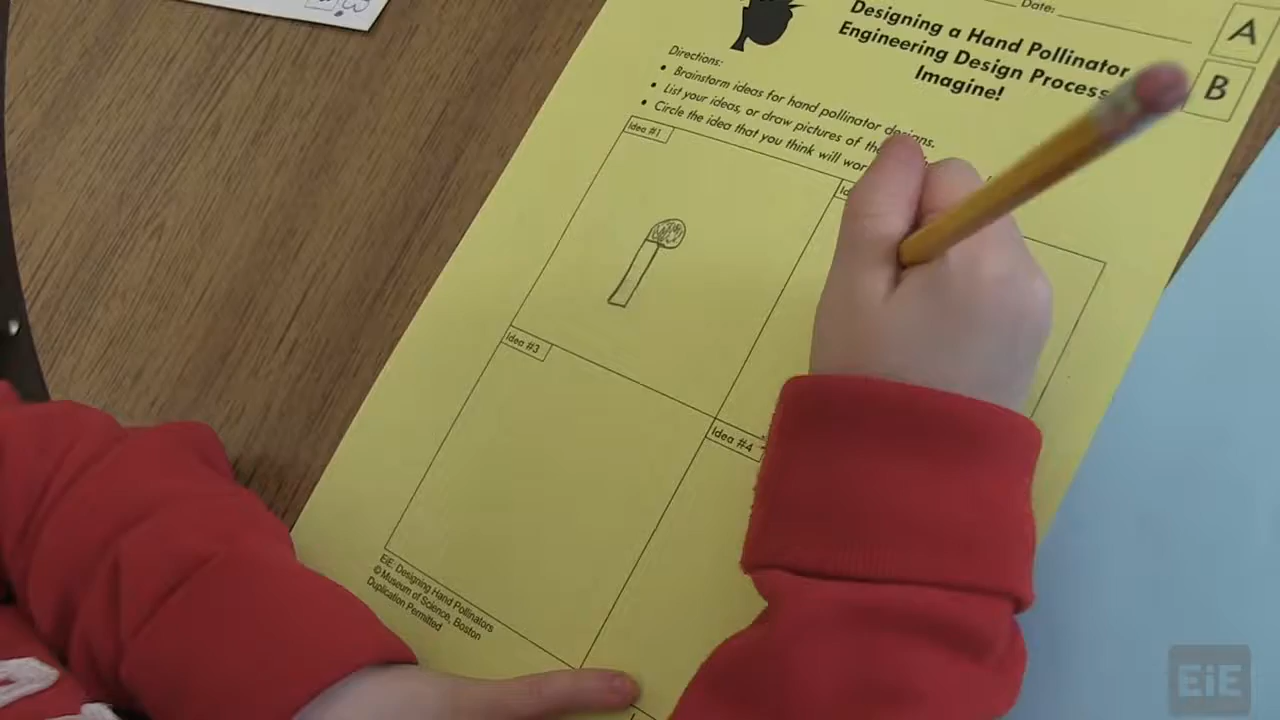 Date:
Designing a Hand Pollinator
Engineering Design Process
Imagine!
A
B
Directions:
• Brainstorm ideas for hand pollinator designs.
• List your ideas, or draw pictures of
• Circle the idea that you think will
Idea #1
Idea #3
Idea #4
EiE: Designing Hand Pollinators
© Museum of Science, Boston
Duplication Permitted
EiE